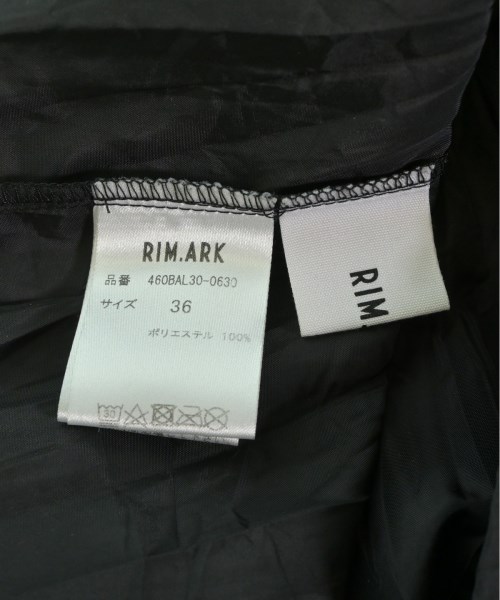 RIM.ARK
品番 460BAL30-0630
サイズ 36
ポリエステル 100%
RIM.